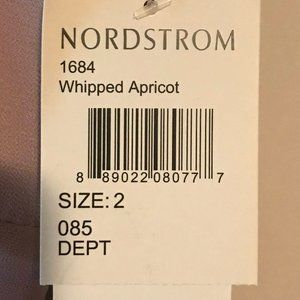 NORDSTROM
1684
Whipped Apricot
8 89022 08077 7
SIZE: 2
085
DEPT